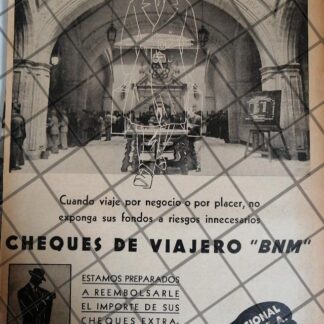 Cuando viaje por negocio o por placer, no
exponga sus fondos a riesgos innecesarios
CHEQUES DE VIAJERO "BNM"
ESTAMOS PREPARADOS
A REEMBOLSARLE
EL IMPORTE DE SUS
CHEQUES EXTRA-